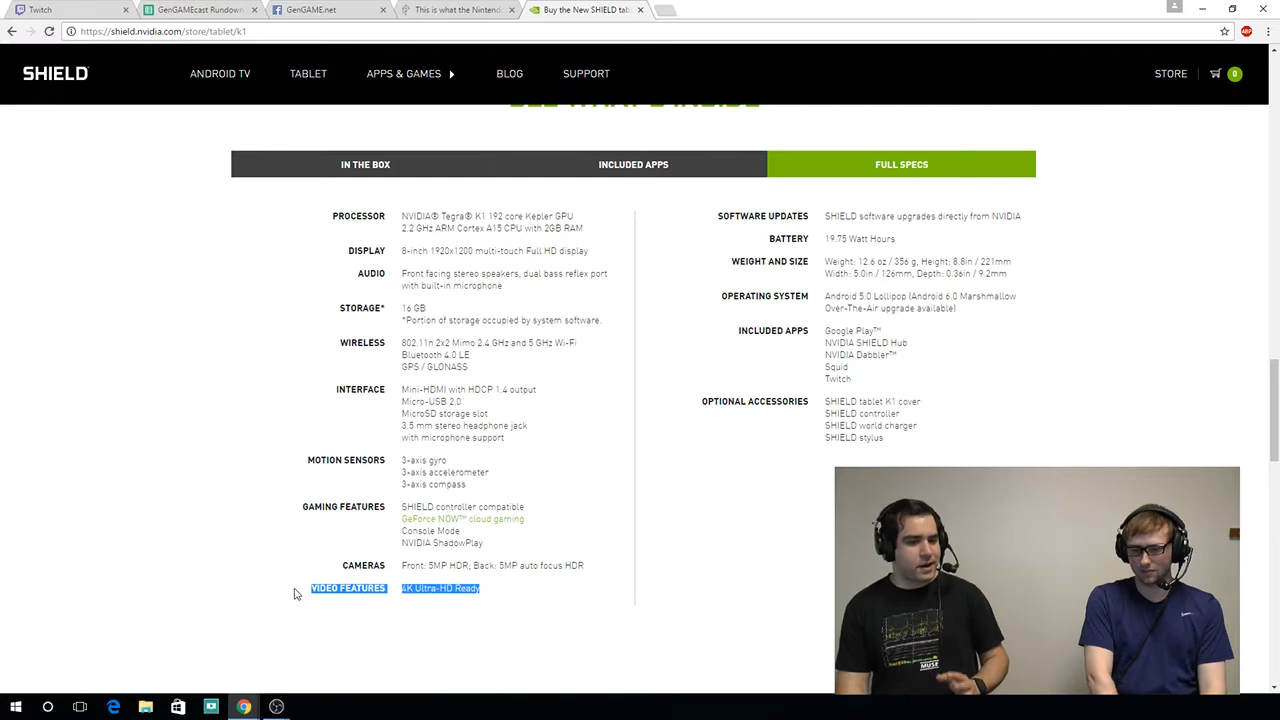 Twitch
GenGAMEcast Rundown
GenGAME.net
This is what the Nintend
Buy the New SHIELD tab
https://shield.nvidia.com/store/tablet/k1
ABP
SHIELD
ANDROID TV
TABLET
APPS & GAMES
BLOG
SUPPORT
STORE
0
SEE WHAT'S INSIDE
IN THE BOX
INCLUDED APPS
FULL SPECS
PROCESSOR
NVIDIA® Tegra® K1 192 core Kepler GPU
2.2 GHz ARM Cortex A15 CPU with 2GB RAM
DISPLAY
8-inch 1920x1200 multi-touch Full HD display
AUDIO
Front facing stereo speakers, dual bass reflex port
with built-in microphone
STORAGE*
16 GB
*Portion of storage occupied by system software.
WIRELESS
802.11n 2x2 Mimo 2.4 GHz and 5 GHz Wi-Fi
Bluetooth 4.0 LE
GPS / GLONASS
INTERFACE
Mini-HDMI with HDCP 1.4 output
Micro-USB 2.0
MicroSD storage slot
3.5 mm stereo headphone jack
with microphone support
MOTION SENSORS
3-axis gyro
3-axis accelerometer
3-axis compass
GAMING FEATURES
SHIELD controller compatible
GeForce NOW™ cloud gaming
Console Mode
NVIDIA ShadowPlay
CAMERAS
Front: 5MP HDR; Back: 5MP auto focus HDR
VIDEO FEATURES
4K Ultra-HD Ready
SOFTWARE UPDATES
SHIELD software upgrades directly from NVIDIA
BATTERY
19.75 Watt Hours
WEIGHT AND SIZE
Weight: 12.6 oz / 356 g, Height: 8.8in / 221mm
Width: 5.0in / 126mm, Depth: 0.36in / 9.2mm
OPERATING SYSTEM
Android 5.0 Lollipop (Android 6.0 Marshmallow
Over-The-Air upgrade available)
INCLUDED APPS
Google Play™
NVIDIA SHIELD Hub
NVIDIA Dabbler™
Squid
Twitch
OPTIONAL ACCESSORIES
SHIELD tablet K1 cover
SHIELD controller
SHIELD world charger
SHIELD stylus
MUSE